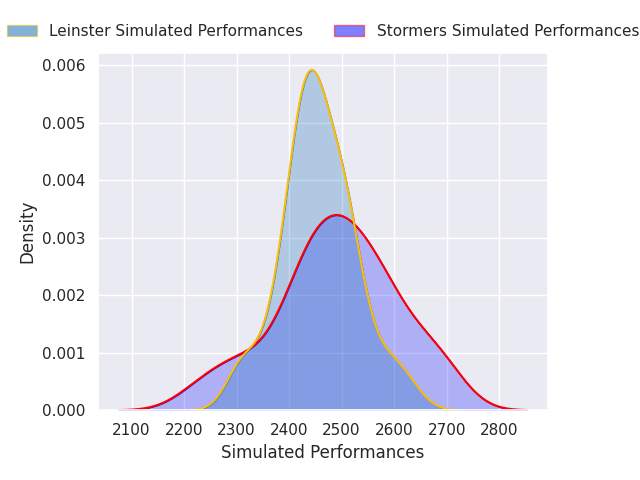 Leinster Simulated Performances Stormers Simulated Performances
0.006
0.005
0.004
0.003
0.002
0.001
0.000
Density
2100 2200 2300 2400 2500 2600 2700 2800
Simulated Performances